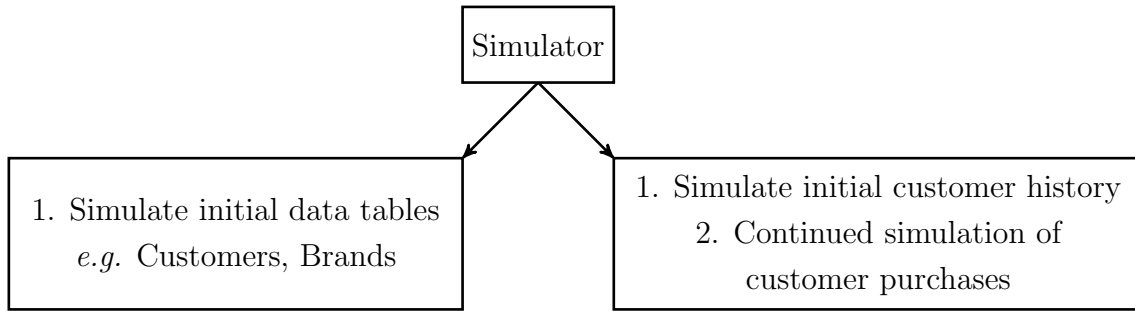 Simulator
1. Simulate initial data tables
e.g. Customers, Brands
1. Simulate initial customer history
2. Continued simulation of
customer purchases